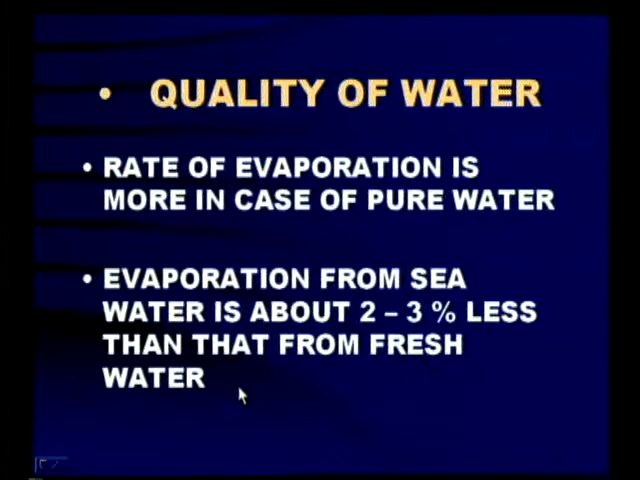 • QUALITY OF WATER
• RATE OF EVAPORATION IS
MORE IN CASE OF PURE WATER
• EVAPORATION FROM SEA
WATER IS ABOUT 2 – 3 % LESS
THAN THAT FROM FRESH
WATER